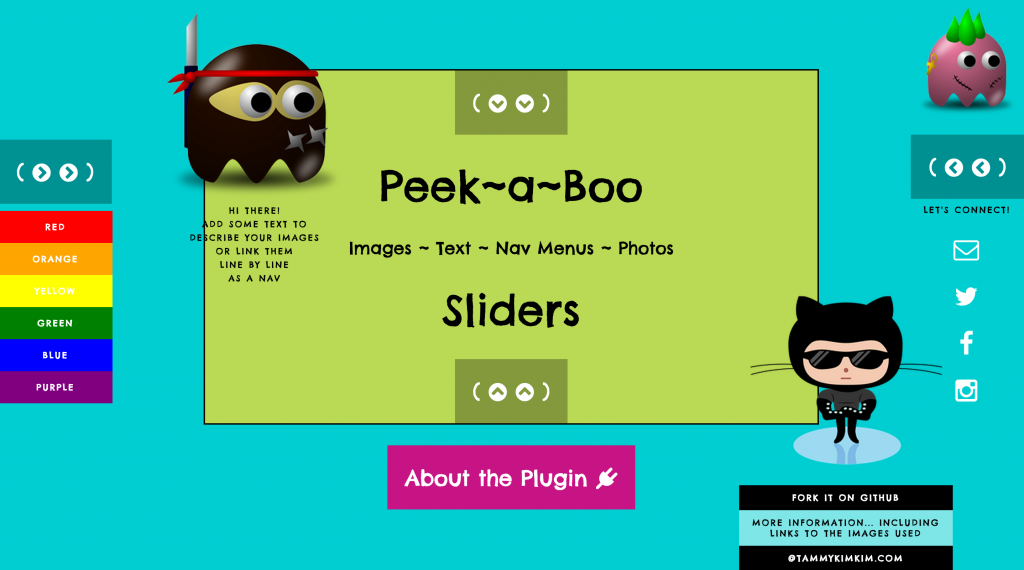 HI THERE!
ADD SOME TEXT TO
DESCRIBE YOUR IMAGES
OR LINK THEM
LINE BY LINE
AS A NAV
RED
ORANGE
YELLOW
GREEN
BLUE
PURPLE
Peek~a~Boo
Images ~ Text ~ Nav Menus ~ Photos
Sliders
About the Plugin
LET'S CONNECT!
FORK IT ON GITHUB
MORE INFORMATION... INCLUDING
LINKS TO THE IMAGES USED
@TAMMYKIMKIM.COM